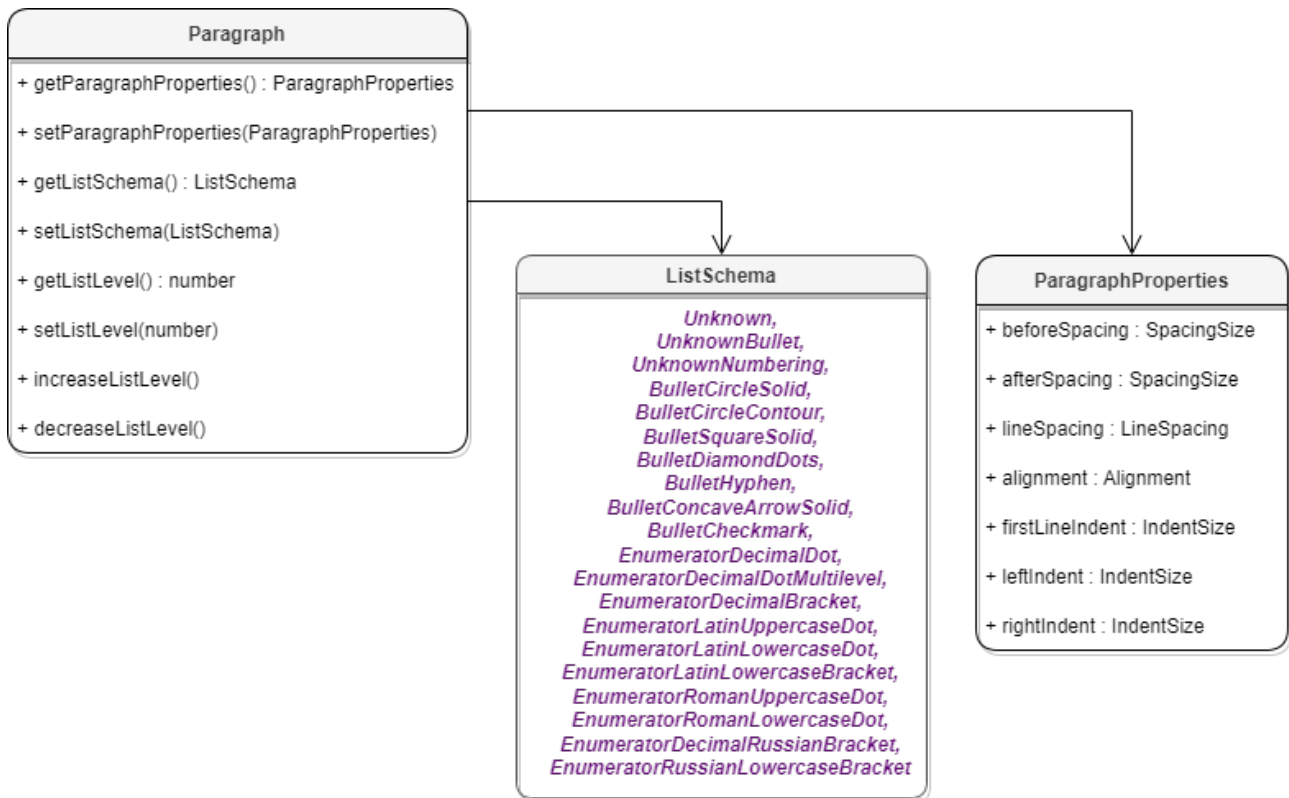 Paragraph
+ getParagraphProperties() : ParagraphProperties
+ setParagraphProperties(ParagraphProperties)
+ getListSchema() : ListSchema
+ setListSchema(ListSchema)
+ getListLevel() : number
+ setListLevel(number)
+ increaseListLevel()
+ decreaseListLevel()
ListSchema
Unknown,
UnknownBullet,
UnknownNumbering,
BulletCircleSolid,
BulletCircleContour,
BulletSquareSolid,
BulletDiamondDots,
BulletHyphen,
BulletConcaveArrowSolid,
BulletCheckmark,
EnumeratorDecimalDot,
EnumeratorDecimalDotMultilevel,
EnumeratorDecimalBracket,
EnumeratorLatinUppercaseDot,
EnumeratorLatinLowercaseDot,
EnumeratorLatinLowercaseBracket,
EnumeratorRomanUppercaseDot,
EnumeratorRomanLowercaseDot,
EnumeratorDecimalRussianBracket,
EnumeratorRussianLowercaseBracket
ParagraphProperties
+ beforeSpacing : SpacingSize
+ afterSpacing : SpacingSize
+ lineSpacing : LineSpacing
+ alignment : Alignment
+ firstLineIndent : IndentSize
+ leftIndent : IndentSize
+ rightIndent : IndentSize